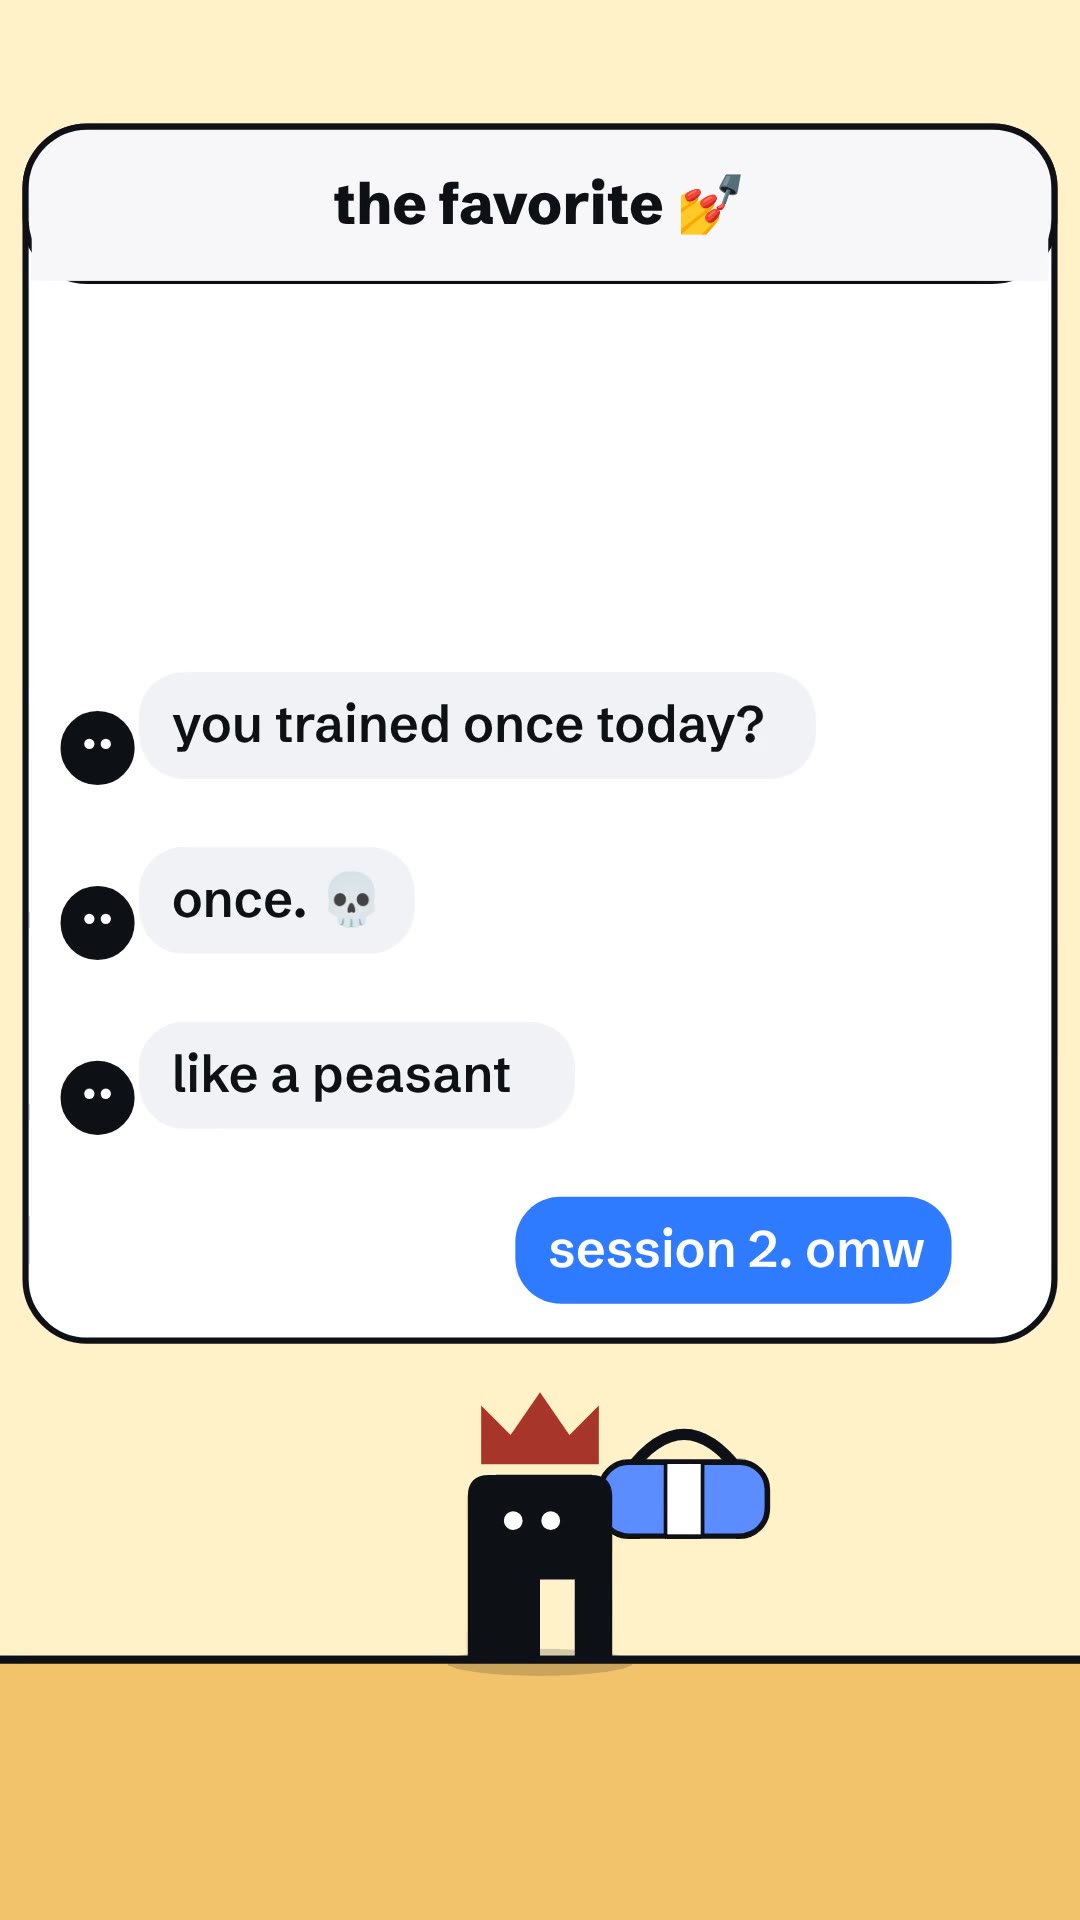 the favorite 💅
you trained once today?
once. 💀
like a peasant
session 2. omw